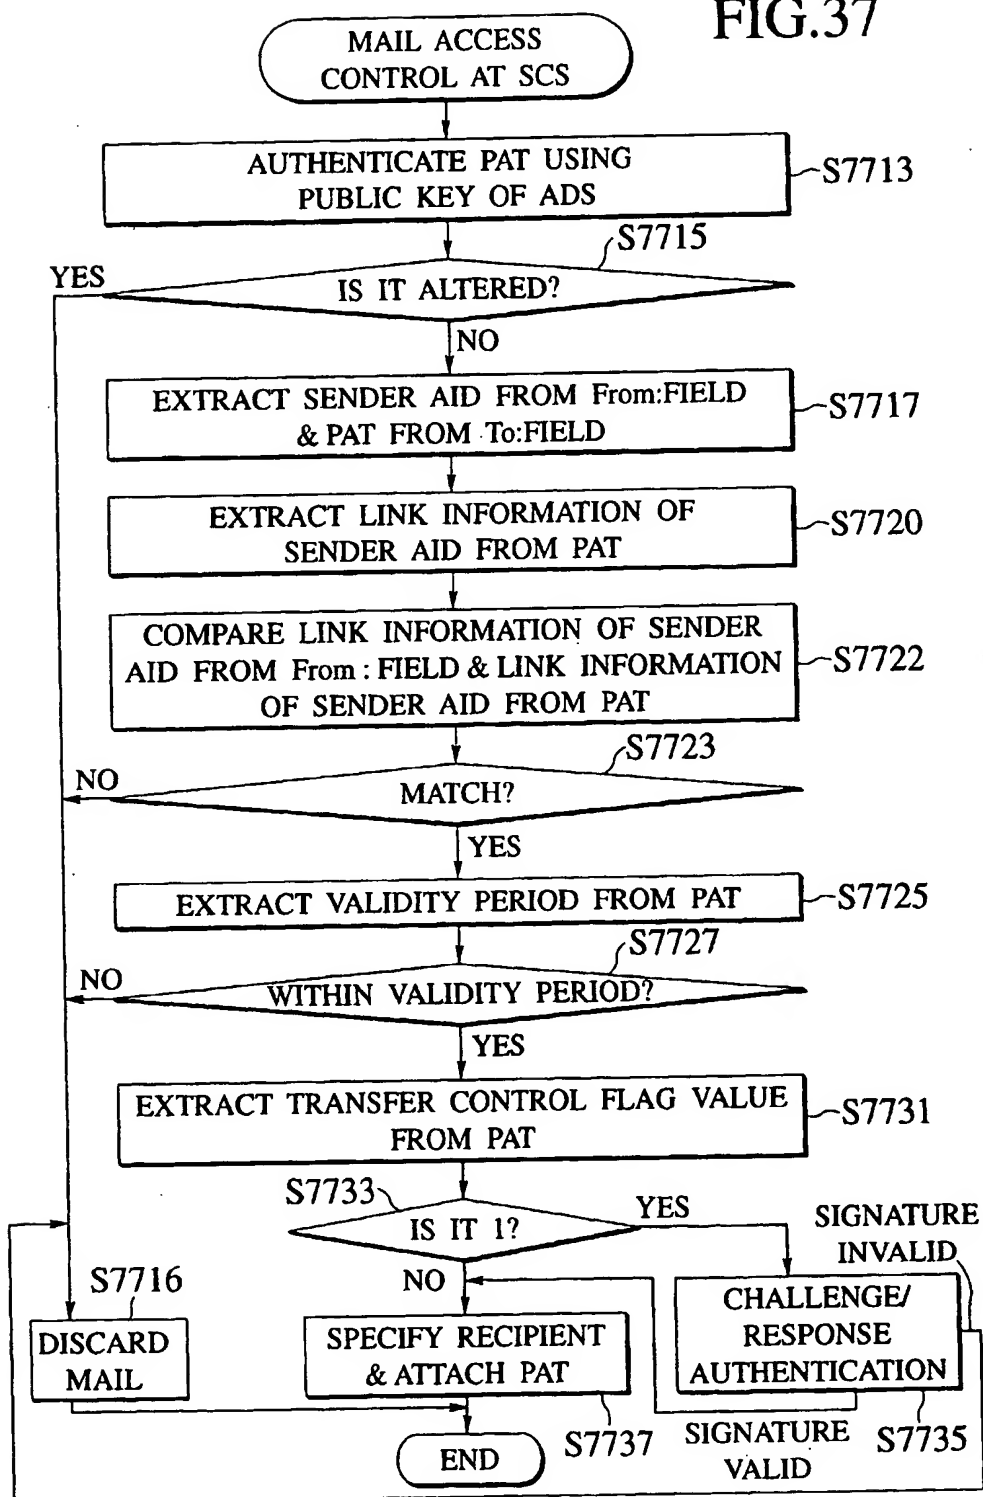 FIG.37
MAIL ACCESS
CONTROL AT SCS
AUTHENTICATE PAT USING
PUBLIC KEY OF ADS
S7713
S7715
YES
IS IT ALTERED?
NO
EXTRACT SENDER AID FROM From:FIELD
& PAT FROM To:FIELD
S7717
EXTRACT LINK INFORMATION OF
SENDER AID FROM PAT
S7720
COMPARE LINK INFORMATION OF SENDER
AID FROM From : FIELD & LINK INFORMATION
OF SENDER AID FROM PAT
S7722
S7723
NO
MATCH?
YES
EXTRACT VALIDITY PERIOD FROM PAT
S7725
S7727
NO
WITHIN VALIDITY PERIOD?
YES
EXTRACT TRANSFER CONTROL FLAG VALUE
FROM PAT
S7731
S7733
IS IT 1?
YES
SIGNATURE
INVALID
NO
S7716
DISCARD
MAIL
SPECIFY RECIPIENT
& ATTACH PAT
CHALLENGE/
RESPONSE
AUTHENTICATION
S7737
SIGNATURE
VALID
S7735
END